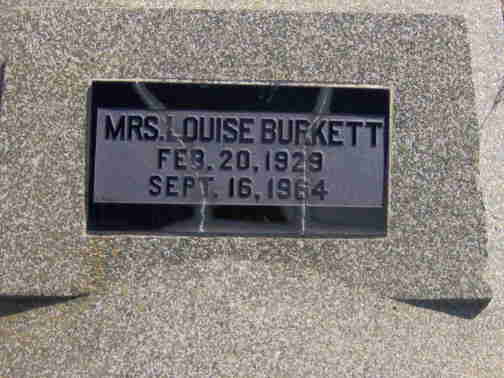 MRS. LOUISE BURKETT
FEB. 20, 1929
SEPT. 16, 1964